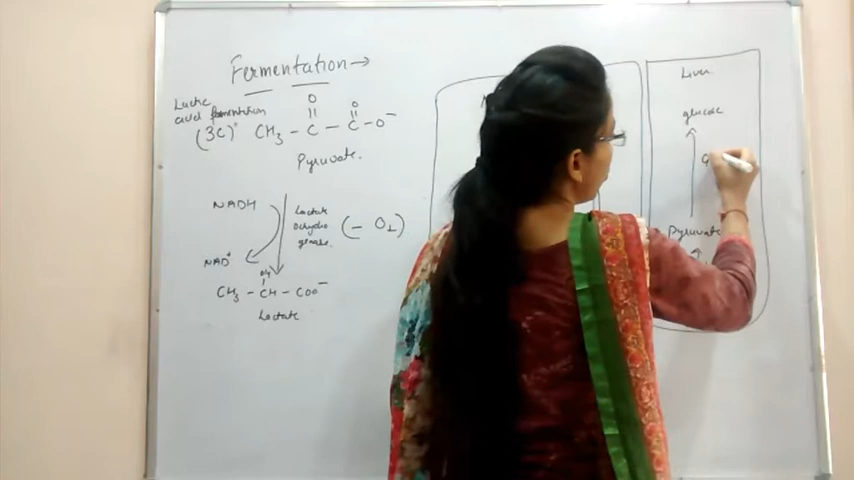 Fermentation →
Lactic
acid fermentation
(3C)
O O
CH3 - C - C - O-
Pyruvate.
NADH
Lactate
dehydro
genase.
(- O2)
NAD+
OH
CH3 - CH - COO-
Lactate
Liver
glucose
G
Pyruvate